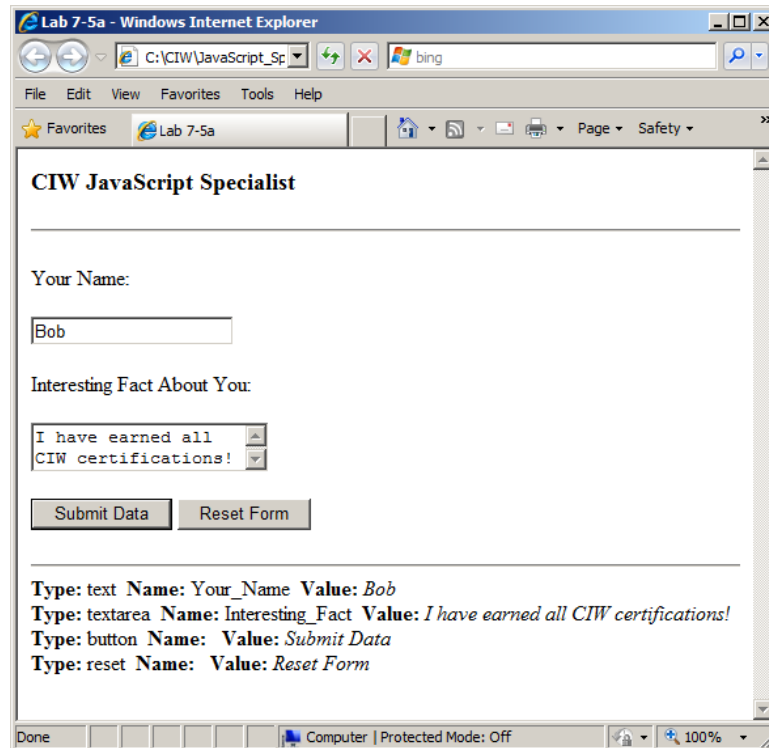 Lab 7-5a - Windows Internet Explorer
C:\CIW\JavaScript_Sp
bing
File Edit View Favorites Tools Help
Favorites Lab 7-5a Page Safety »
CIW JavaScript Specialist
Your Name:
Bob
Interesting Fact About You:
I have earned all
CIW certifications!
Submit Data Reset Form
Type: text Name: Your_Name Value: Bob
Type: textarea Name: Interesting_Fact Value: I have earned all CIW certifications!
Type: button Name: Value: Submit Data
Type: reset Name: Value: Reset Form
Done Computer | Protected Mode: Off 100%